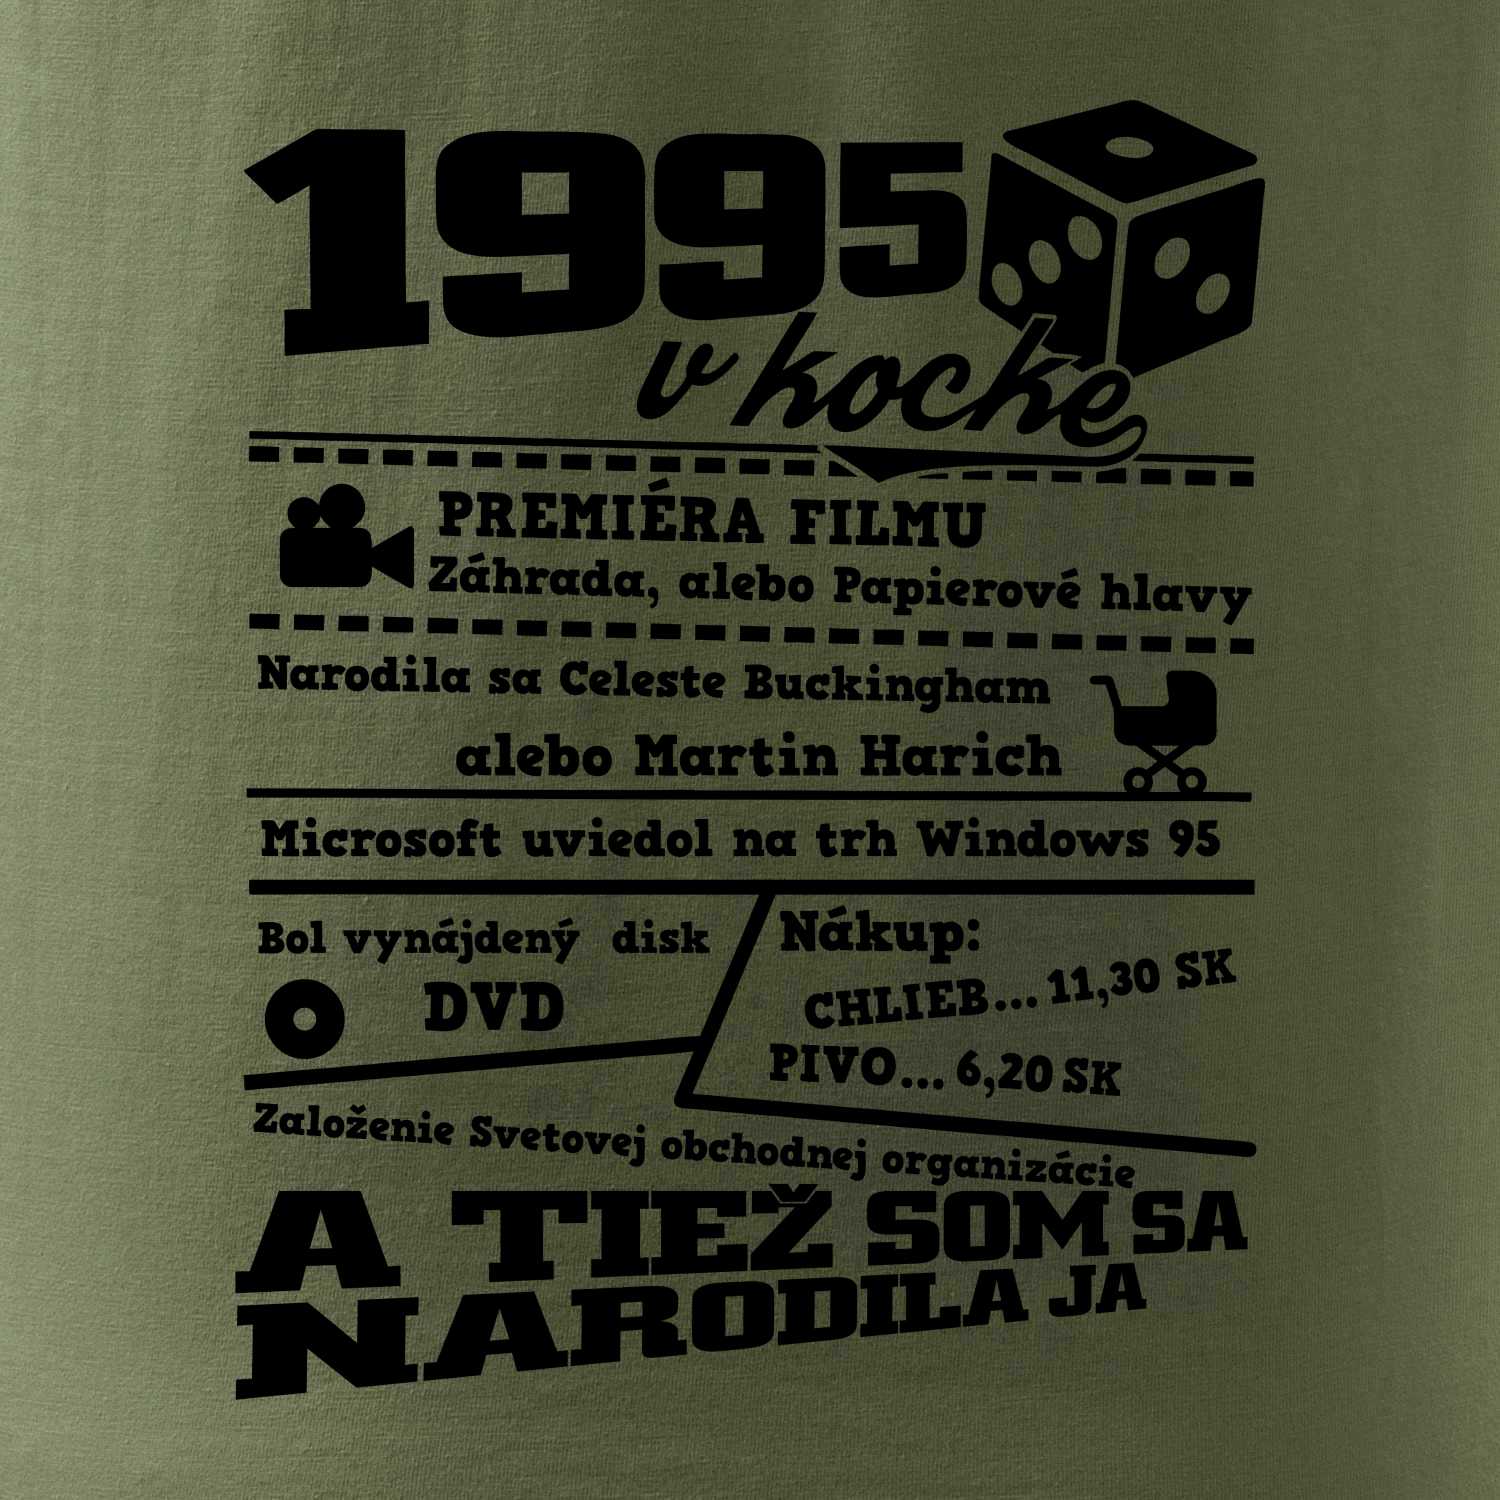 1995
v kocke
PREMIÉRA FILMU
Záhrada, alebo Papierové hlavy
Narodila sa Celeste Buckingham
alebo Martin Harich
Microsoft uviedol na trh Windows 95
Bol vynájdený disk
DVD
Nákup:
CHLIEB... 11,30 SK
PIVO... 6,20 SK
Založenie Svetovej obchodnej organizácie
A TIEŽ SOM SA
NARODILA JA